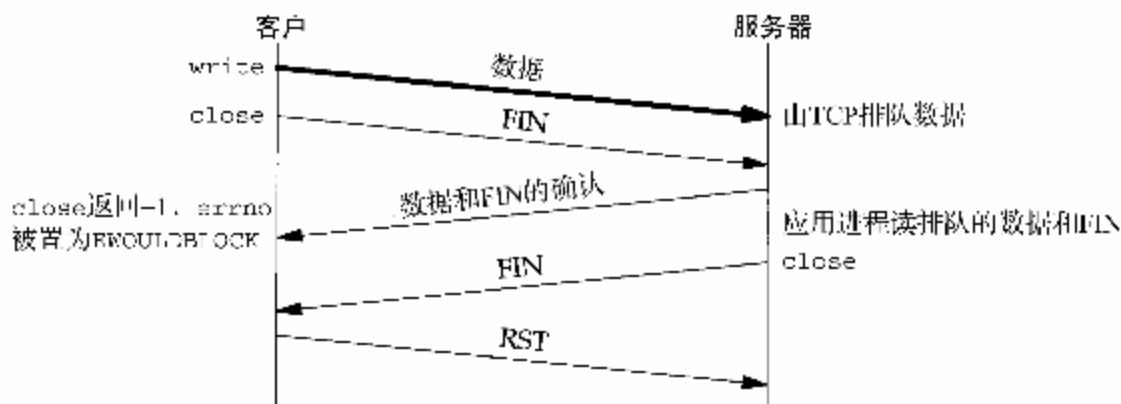 客户
服务器
write
数据
close
由TCP排队数据
FIN
数据和FIN的确认
close返回-1, errno
被置为EWOULDBLOCK
应用进程读排队的数据和FIN
close
FIN
RST